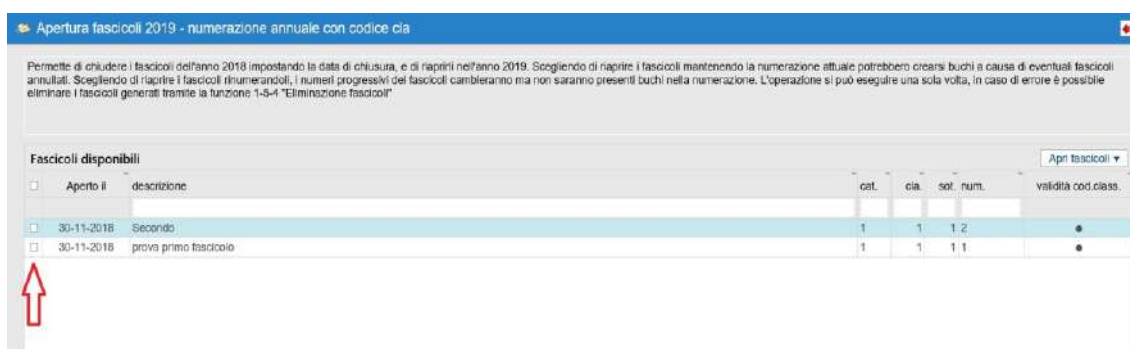 Apertura fascicoli 2019 - numerazione annuale con codice cla
Permette di chiudere i fascicoli dell'anno 2018 impostando la data di chiusura, e di riaprirli nell'anno 2019. Scegliendo di riaprire i fascicoli mantenendo la numerazione attuale potrebbero crearsi buchi a causa di eventuali fascicoli
annullati. Scegliendo di riaprire i fascicoli rinumerandoli, i numeri progressivi dei fascicoli cambieranno ma non saranno presenti buchi nella numerazione. L'operazione si può eseguire una sola volta, in caso di errore è possibile
eliminare i fascicoli generati tramite la funzione 1-5-4 "Eliminazione fascicoli"
Fascicoli disponibili
Apri fascicoli ▾
Aperto il descrizione cat. cla. sot. num. validità cod.class.
30-11-2018 Secondo 1 1 1 2
30-11-2018 prova primo fascicolo 1 1 1 1